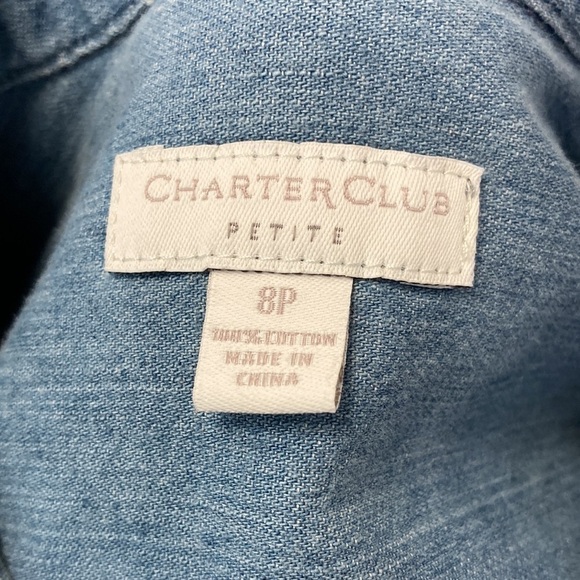 CHARTER CLUB
PETITE
8P
100% COTTON
MADE IN
CHINA